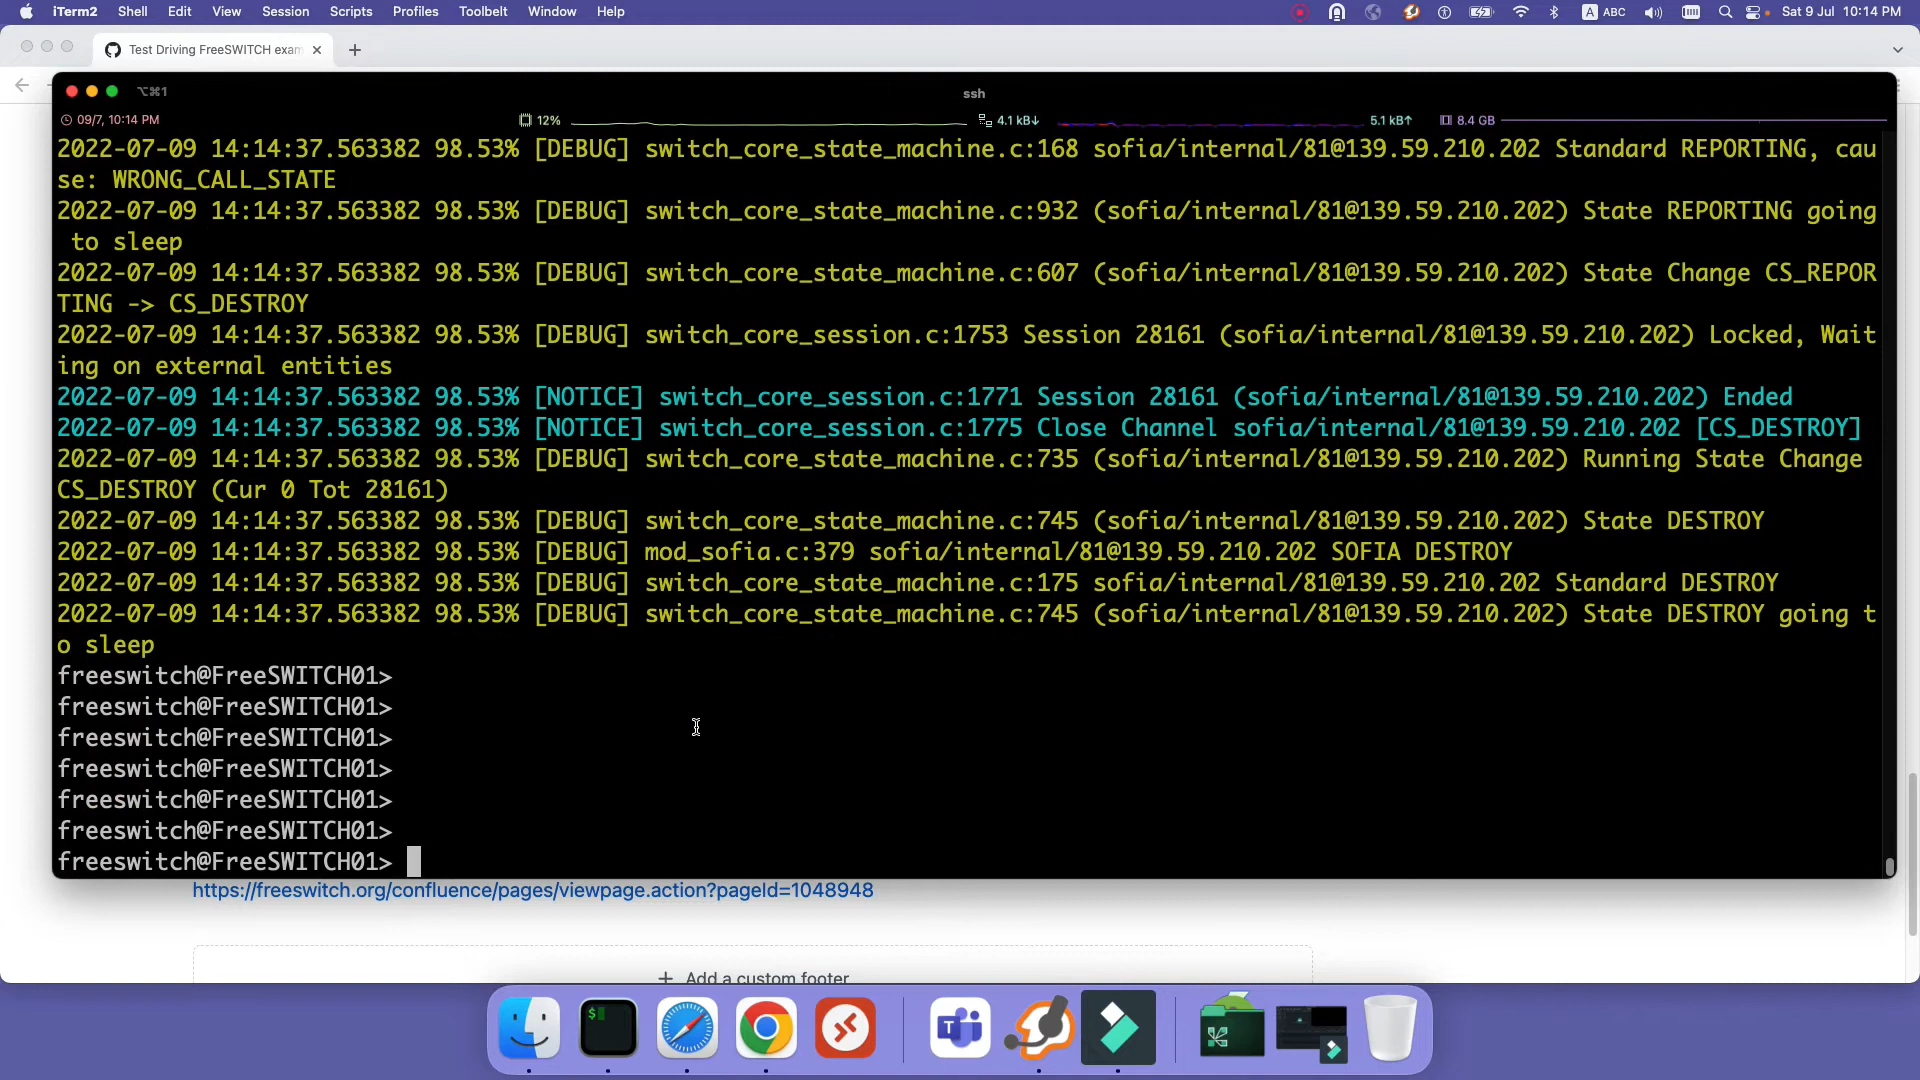 iTerm2 Shell Edit View Session Scripts Profiles Toolbelt Window Help A ABC Sat 9 Jul 10:14 PM
Test Driving FreeSWITCH exam
⌥⌘1
ssh
09/7, 10:14 PM 12% 4.1 kB↓ 5.1 kB↑ 8.4 GB
2022-07-09 14:14:37.563382 98.53% [DEBUG] switch_core_state_machine.c:168 sofia/internal/81@139.59.210.202 Standard REPORTING, cau
se: WRONG_CALL_STATE
2022-07-09 14:14:37.563382 98.53% [DEBUG] switch_core_state_machine.c:932 (sofia/internal/81@139.59.210.202) State REPORTING going
 to sleep
2022-07-09 14:14:37.563382 98.53% [DEBUG] switch_core_state_machine.c:607 (sofia/internal/81@139.59.210.202) State Change CS_REPOR
TING -> CS_DESTROY
2022-07-09 14:14:37.563382 98.53% [DEBUG] switch_core_session.c:1753 Session 28161 (sofia/internal/81@139.59.210.202) Locked, Wait
ing on external entities
2022-07-09 14:14:37.563382 98.53% [NOTICE] switch_core_session.c:1771 Session 28161 (sofia/internal/81@139.59.210.202) Ended
2022-07-09 14:14:37.563382 98.53% [NOTICE] switch_core_session.c:1775 Close Channel sofia/internal/81@139.59.210.202 [CS_DESTROY]
2022-07-09 14:14:37.563382 98.53% [DEBUG] switch_core_state_machine.c:735 (sofia/internal/81@139.59.210.202) Running State Change
CS_DESTROY (Cur 0 Tot 28161)
2022-07-09 14:14:37.563382 98.53% [DEBUG] switch_core_state_machine.c:745 (sofia/internal/81@139.59.210.202) State DESTROY
2022-07-09 14:14:37.563382 98.53% [DEBUG] mod_sofia.c:379 sofia/internal/81@139.59.210.202 SOFIA DESTROY
2022-07-09 14:14:37.563382 98.53% [DEBUG] switch_core_state_machine.c:175 sofia/internal/81@139.59.210.202 Standard DESTROY
2022-07-09 14:14:37.563382 98.53% [DEBUG] switch_core_state_machine.c:745 (sofia/internal/81@139.59.210.202) State DESTROY going t
o sleep
freeswitch@FreeSWITCH01>
freeswitch@FreeSWITCH01>
freeswitch@FreeSWITCH01>
freeswitch@FreeSWITCH01>
freeswitch@FreeSWITCH01>
freeswitch@FreeSWITCH01>
freeswitch@FreeSWITCH01>
https://freeswitch.org/confluence/pages/viewpage.action?pageId=1048948
+ Add a custom footer
$
T